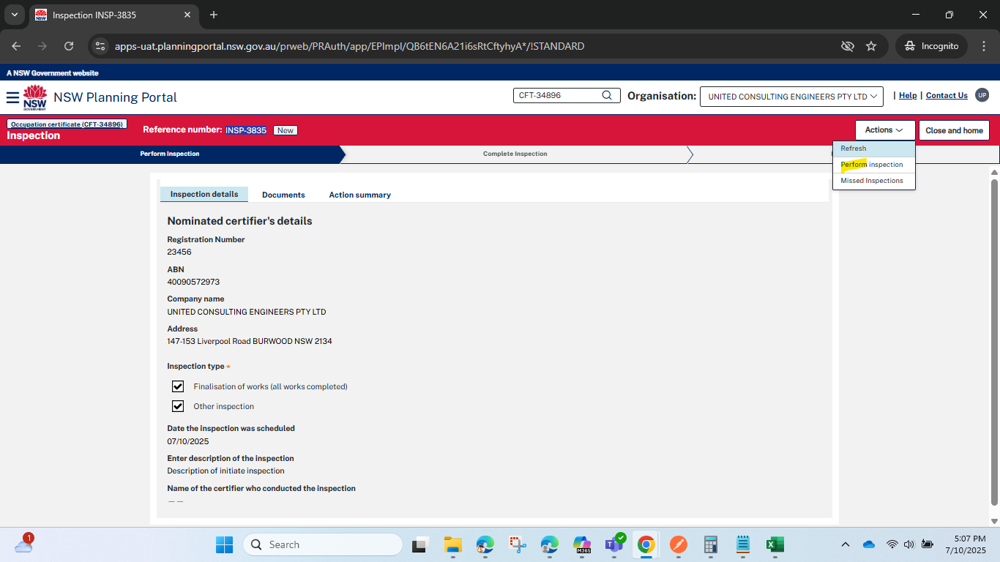 Inspection INSP-3835
apps-uat.planningportal.nsw.gov.au/prweb/PRAuth/app/EPImpl/QB6tEN6A21i6sRtCftyhyA*/!STANDARD
Incognito
A NSW Government website
NSW
GOVERNMENT
NSW Planning Portal
CFT-34896
Organisation:
UNITED CONSULTING ENGINEERS PTY LTD
| Help | Contact Us
UP
Occupation certificate (CFT-34896)
Inspection
Reference number: INSP-3835 New
Actions
Close and home
Perform Inspection
Complete Inspection
Refresh
Perform inspection
Missed Inspections
Inspection details
Documents
Action summary
Nominated certifier's details
Registration Number
23456
ABN
40090572973
Company name
UNITED CONSULTING ENGINEERS PTY LTD
Address
147-153 Liverpool Road BURWOOD NSW 2134
Inspection type *
Finalisation of works (all works completed)
Other inspection
Date the inspection was scheduled
07/10/2025
Enter description of the inspection
Description of initiate inspection
Name of the certifier who conducted the inspection
— —
1
Search
M365
5:07 PM
7/10/2025